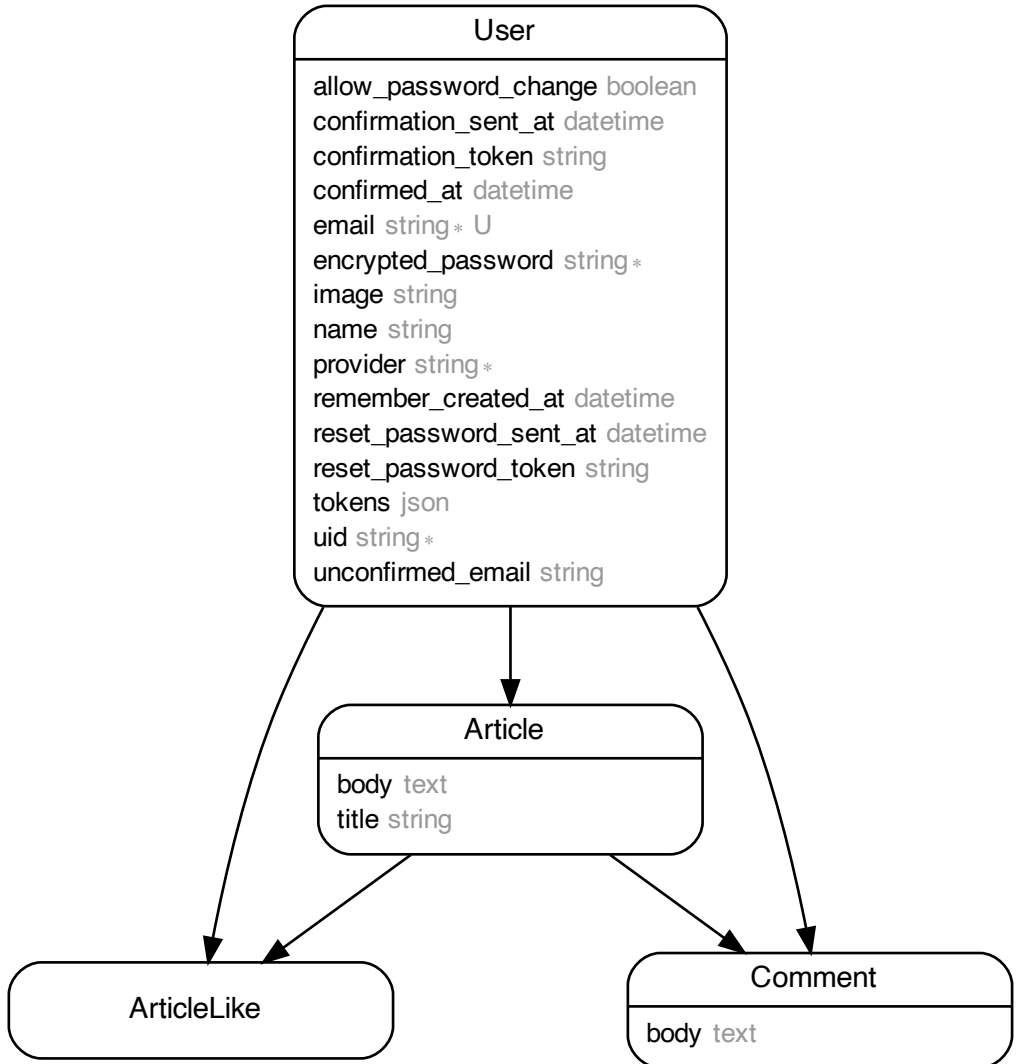 User
allow_password_change boolean
confirmation_sent_at datetime
confirmation_token string
confirmed_at datetime
email string* U
encrypted_password string*
image string
name string
provider string*
remember_created_at datetime
reset_password_sent_at datetime
reset_password_token string
tokens json
uid string*
unconfirmed_email string
Article
body text
title string
ArticleLike
Comment
body text